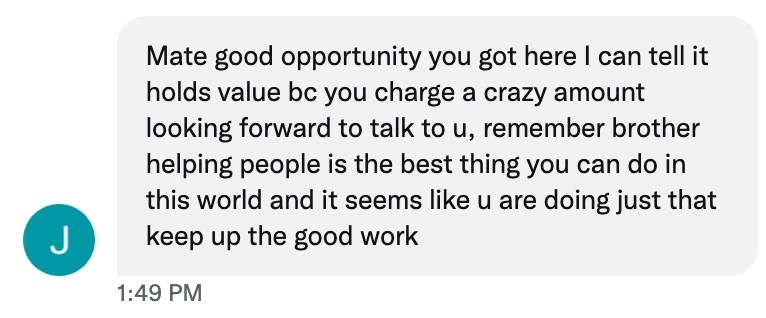 Mate good opportunity you got here I can tell it
holds value bc you charge a crazy amount
looking forward to talk to u, remember brother
helping people is the best thing you can do in
this world and it seems like u are doing just that
keep up the good work
J
1:49 PM